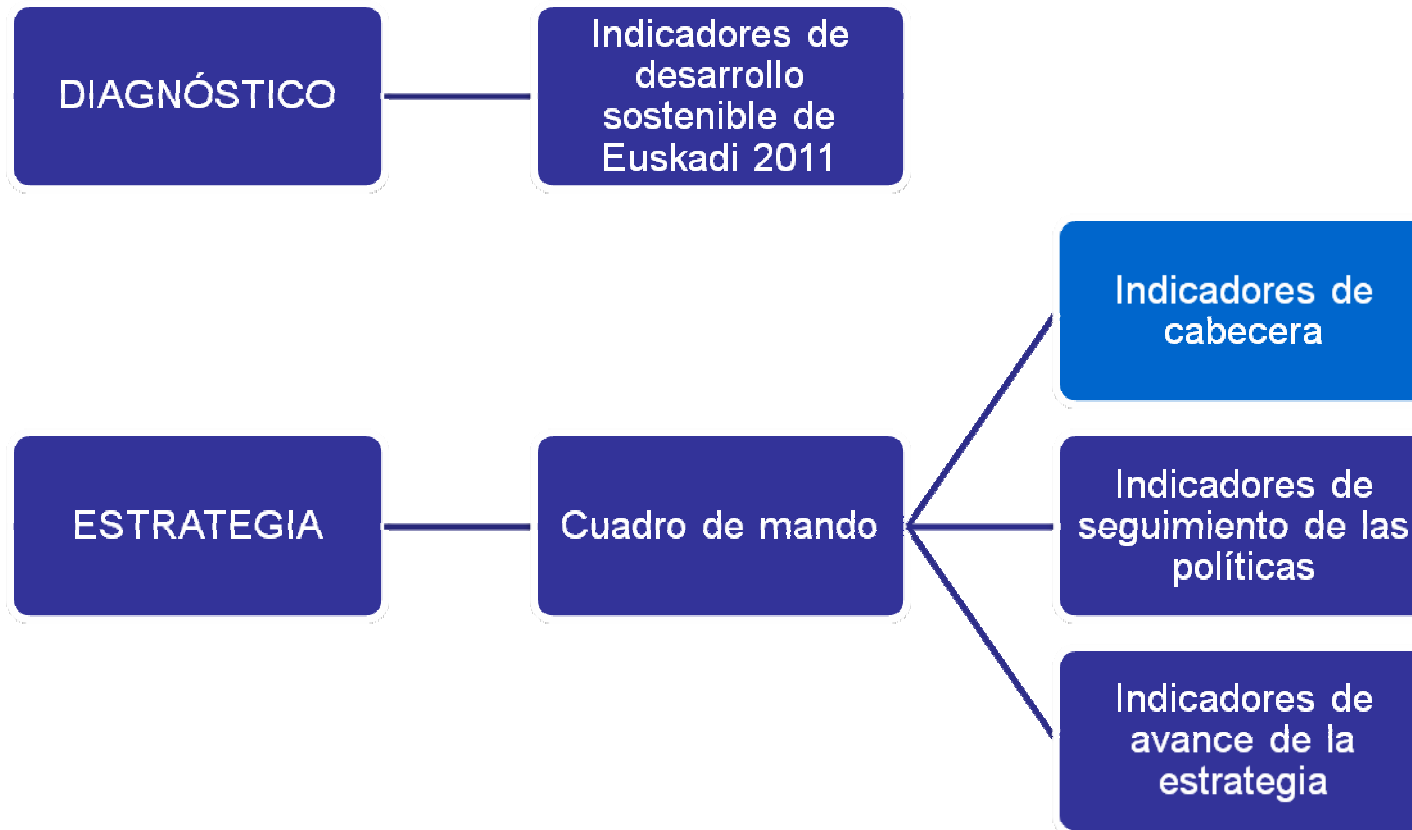 DIAGNÓSTICO
Indicadores de
desarrollo
sostenible de
Euskadi 2011
Indicadores de
cabecera
ESTRATEGIA
Cuadro de mando
Indicadores de
seguimiento de las
políticas
Indicadores de
avance de la
estrategia